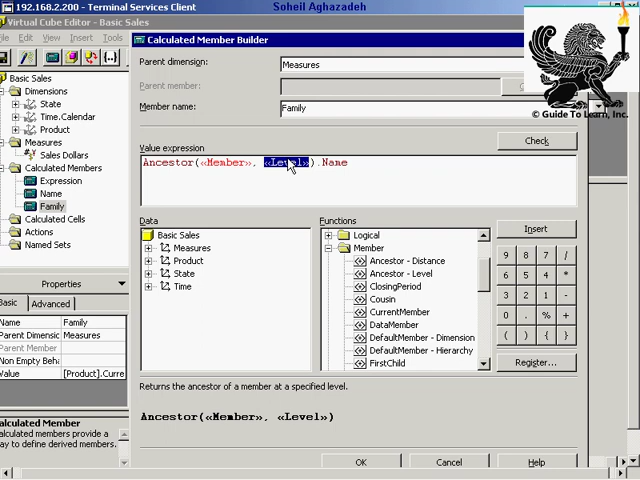 192.168.2.200 - Terminal Services Client
Soheil Aghazadeh
Virtual Cube Editor - Basic Sales
File Edit View Insert Tools
Basic Sales
Dimensions
State
Time.Calendar
Product
Measures
Sales Dollars
Calculated Members
Expression
Name
Family
Calculated Cells
Actions
Named Sets
Properties
Basic Advanced
Name Family
Parent Dimension Measures
Parent Member
Non Empty Beha
Value [Product].Curre
Calculated Member
Calculated members provide a
way to define derived members.
Calculated Member Builder
Parent dimension: Measures
Parent member:
Member name: Family
© Guide To Learn, Inc.
Value expression
Check
Ancestor(«Member», «Level»).Name
Data
Basic Sales
Measures
Product
State
Time
Functions
Logical
Member
Ancestor - Distance
Ancestor - Level
ClosingPeriod
Cousin
CurrentMember
DataMember
DefaultMember - Dimension
DefaultMember - Hierarchy
FirstChild
Insert
9 8 7 /
6 5 4 *
3 2 1 -
0 . % +
( ) { }
Register...
Returns the ancestor of a member at a specified level.
Ancestor(«Member», «Level»)
OK Cancel Help